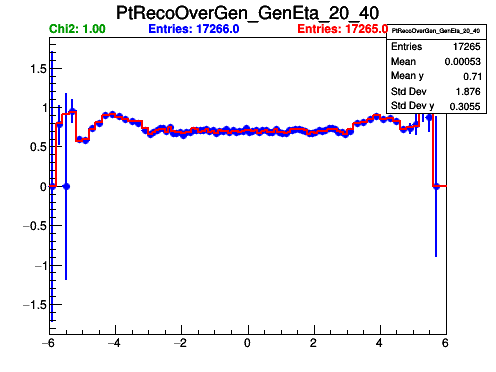 PtRecoOverGen_GenEta_20_40
Chi2: 1.00 Entries: 17266.0 Entries: 17265.0
PtRecoOverGen_GenEta_20_40
Entries 17265
Mean 0.00053
Mean y 0.71
Std Dev 1.876
Std Dev y 0.3055
1.5
1
0.5
0
−0.5
−1
−1.5
−6 −4 −2 0 2 4 6